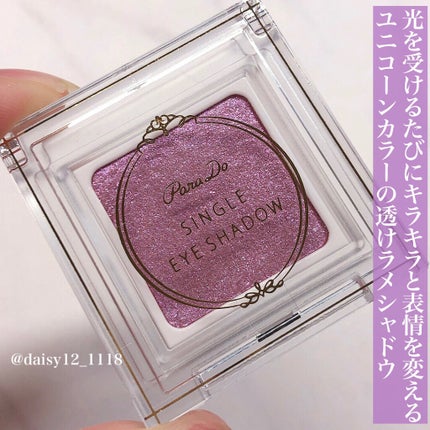 光を受けるたびにキラキラと表情を変える
ユニコーンカラーの透けラメシャドウ
Paru Do
SINGLE
EYE SHADOW
@daisy12_1118